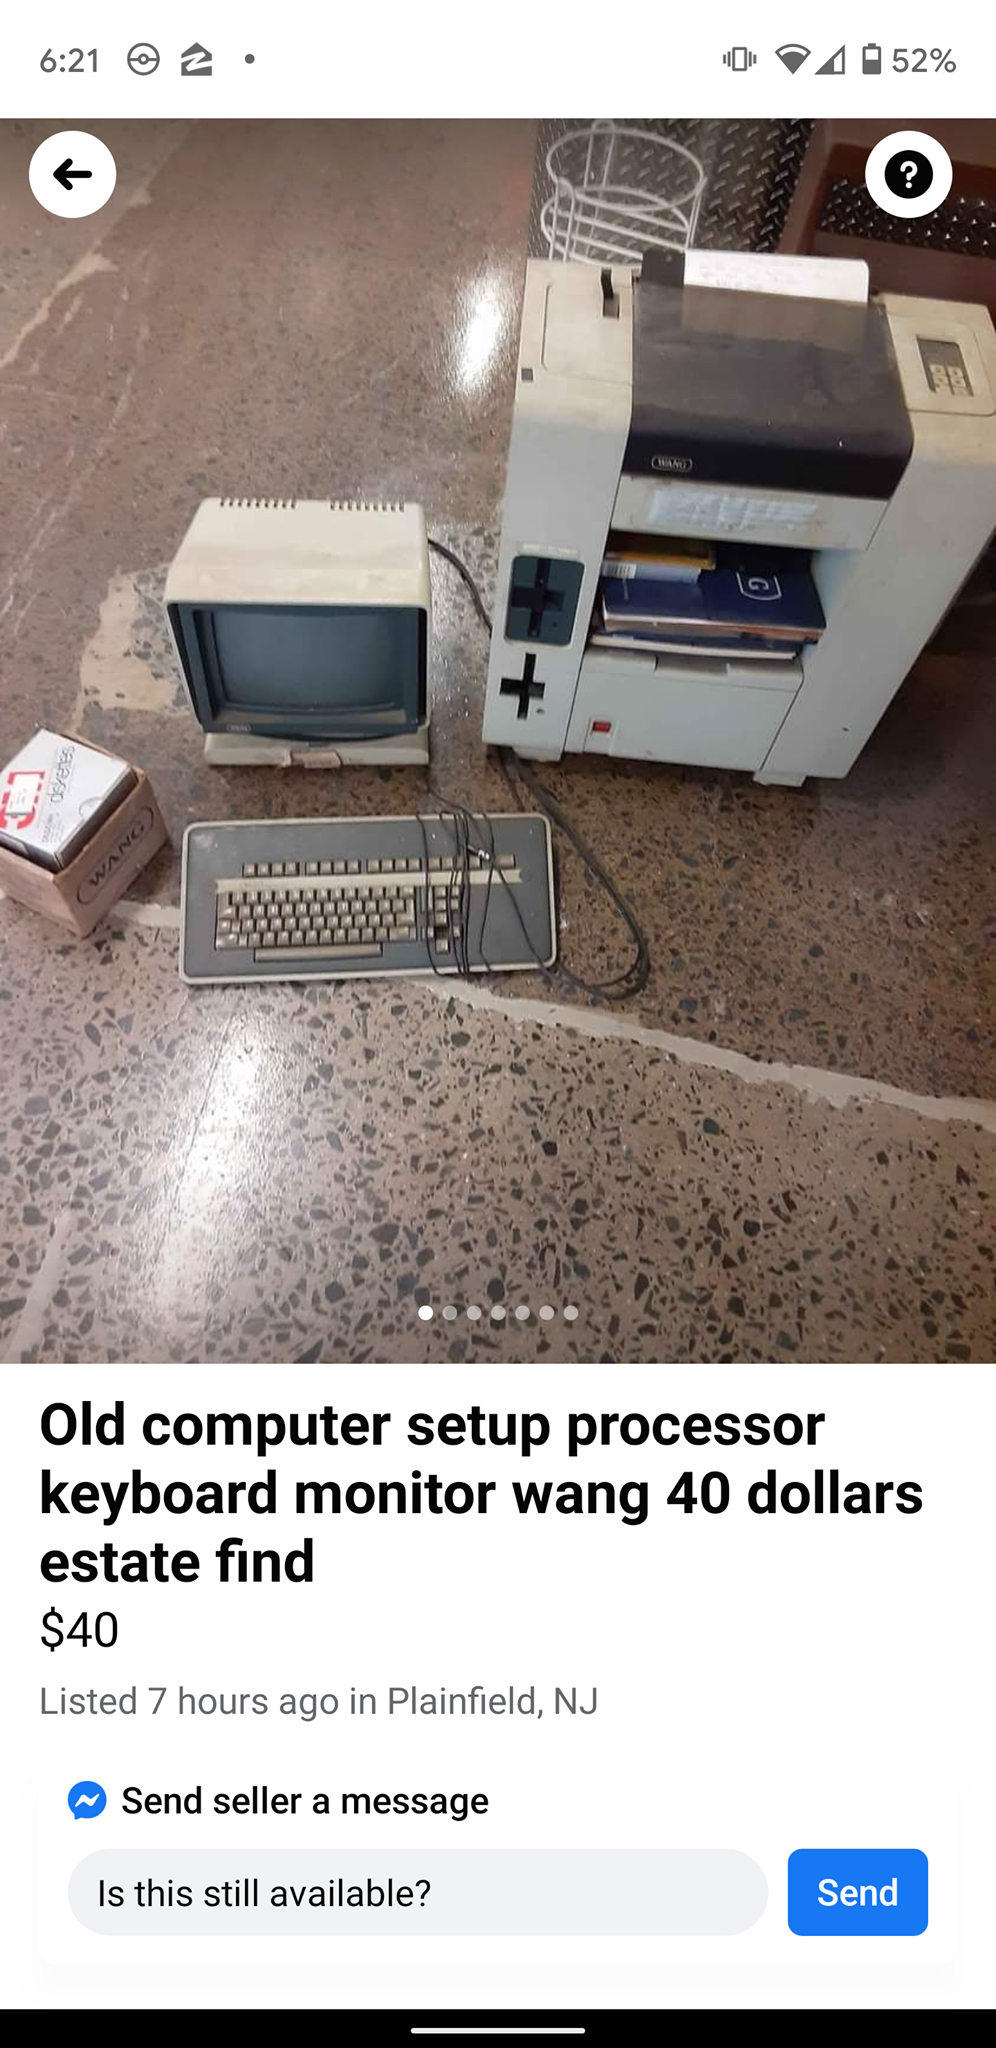 6:21
52%
WANG
G
diskettes
WANG
Old computer setup processor
keyboard monitor wang 40 dollars
estate find
$40
Listed 7 hours ago in Plainfield, NJ
Send seller a message
Is this still available?
Send